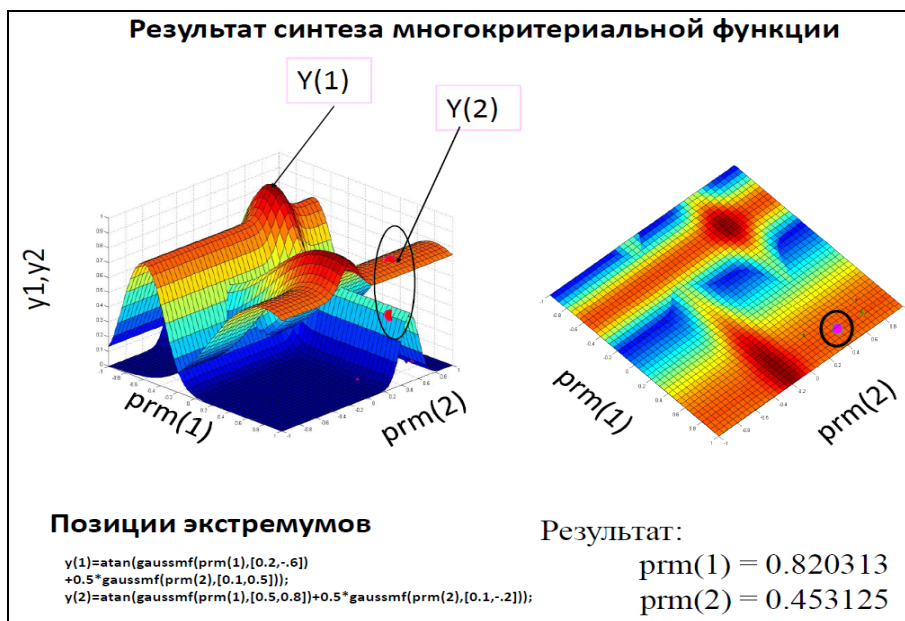 Результат синтеза многокритериальной функции
Y(1)
Y(2)
y1,y2
prm(1)
prm(2)
prm(1)
prm(2)
Позиции экстремумов
y(1)=atan(gaussmf(prm(1),[0.2,-.6])
+0.5*gaussmf(prm(2),[0.1,0.5]));
y(2)=atan(gaussmf(prm(1),[0.5,0.8])+0.5*gaussmf(prm(2),[0.1,-.2]));
Результат:
prm(1) = 0.820313
prm(2) = 0.453125